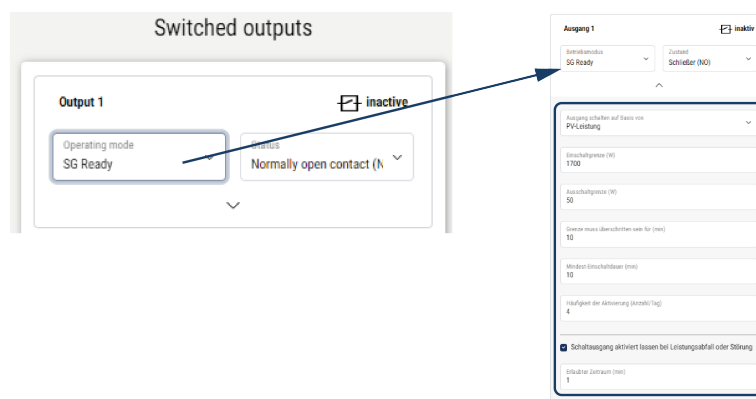 Switched outputs
Output 1
inactive
Operating mode
SG Ready
Status
Normally open contact (N
Ausgang 1
inaktiv
Betriebsmodus
SG Ready
Zustand
Schließer (NO)
Ausgang schalten auf Basis von
PV-Leistung
Einschaltgrenze (W)
1700
Ausschaltgrenze (W)
50
Grenze muss überschritten sein für (min)
10
Mindest-Einschaltdauer (min)
10
Häufigkeit der Aktivierung (Anzahl/Tag)
4
Schaltausgang aktiviert lassen bei Leistungsabfall oder Störung
Erlaubter Zeitraum (min)
1